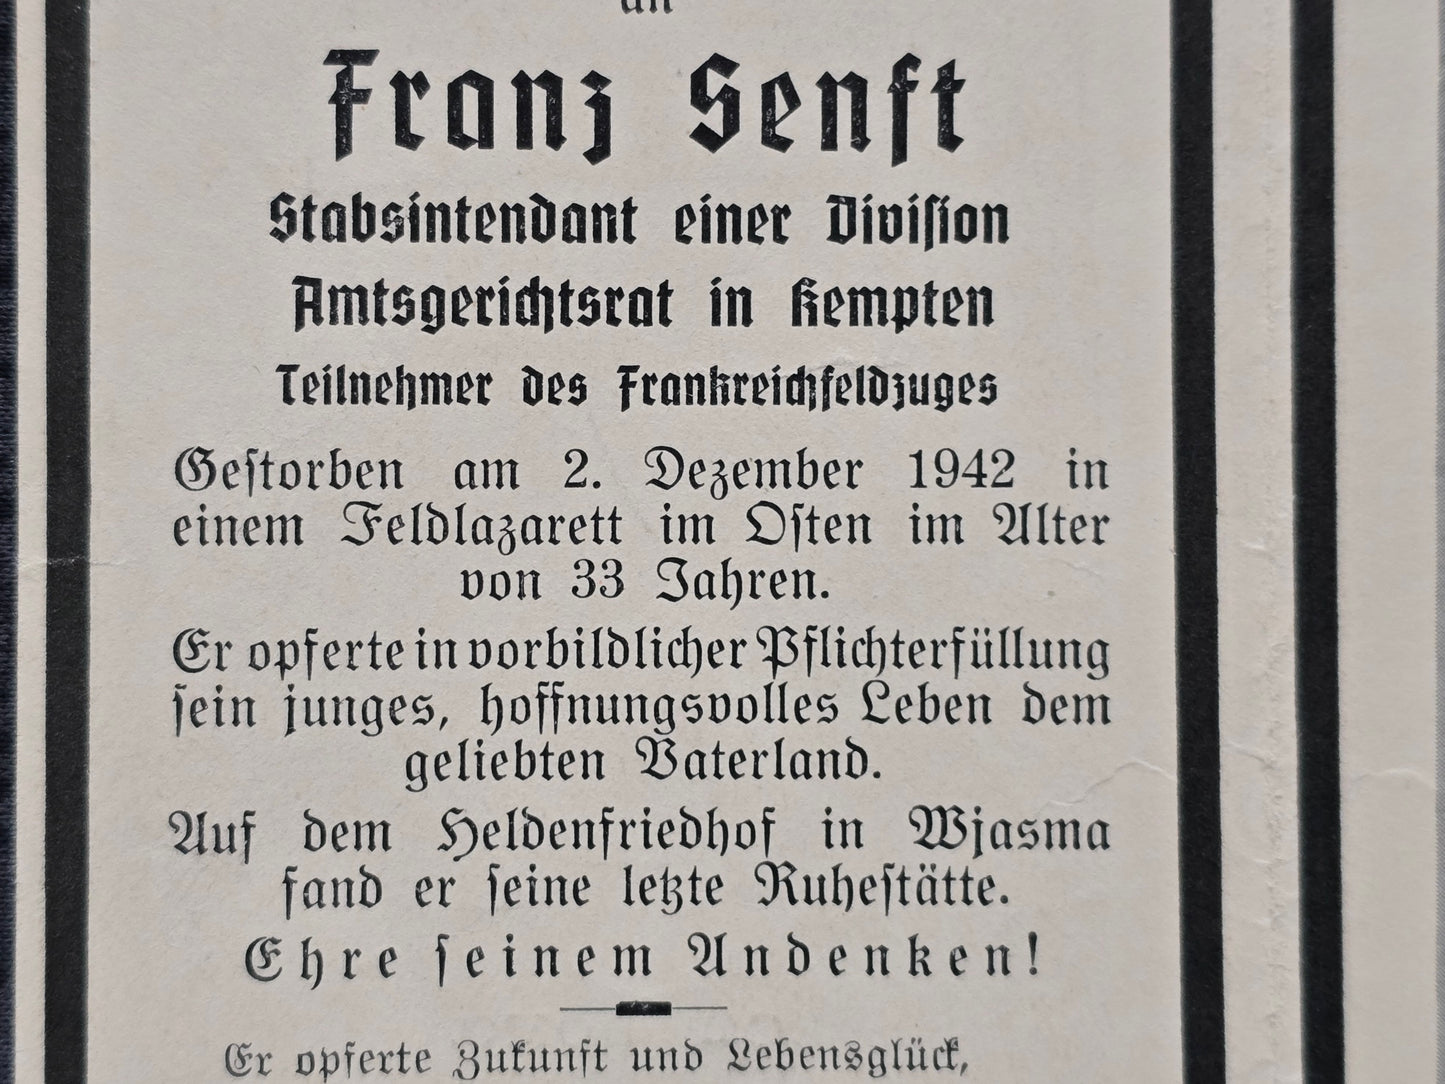 an
Franz Senft
Stabsintendant einer Diviſion
Amtsgerichtsrat in Kempten
Teilnehmer des Frankreichfeldzuges
Geſtorben am 2. Dezember 1942 in
einem Feldlazarett im Oſten im Alter
von 33 Jahren.
Er opferte in vorbildlicher Pflichterfüllung
ſein junges, hoffnungsvolles Leben dem
geliebten Vaterland.
Auf dem Heldenfriedhof in Wjasma
fand er ſeine letzte Ruheſtätte.
Ehre ſeinem Andenken!
Er opferte Zukunft und Lebensglück,